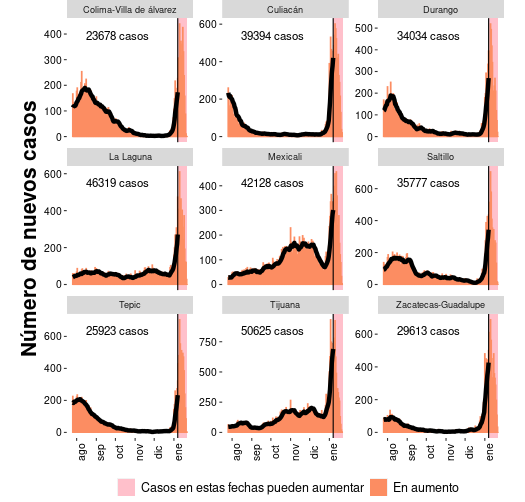 Número de nuevos casos
Colima-Villa de álvarez
23678 casos
400
300
200
100
0
Culiacán
39394 casos
600
400
200
0
Durango
34034 casos
500
400
300
200
100
0
La Laguna
46319 casos
600
400
200
0
Mexicali
42128 casos
400
300
200
100
0
Saltillo
35777 casos
600
400
200
0
Tepic
25923 casos
600
400
200
0
Tijuana
50625 casos
750
500
250
0
Zacatecas-Guadalupe
29613 casos
600
400
200
0
ago sep oct nov dic ene
ago sep oct nov dic ene
ago sep oct nov dic ene
Casos en estas fechas pueden aumentar
En aumento